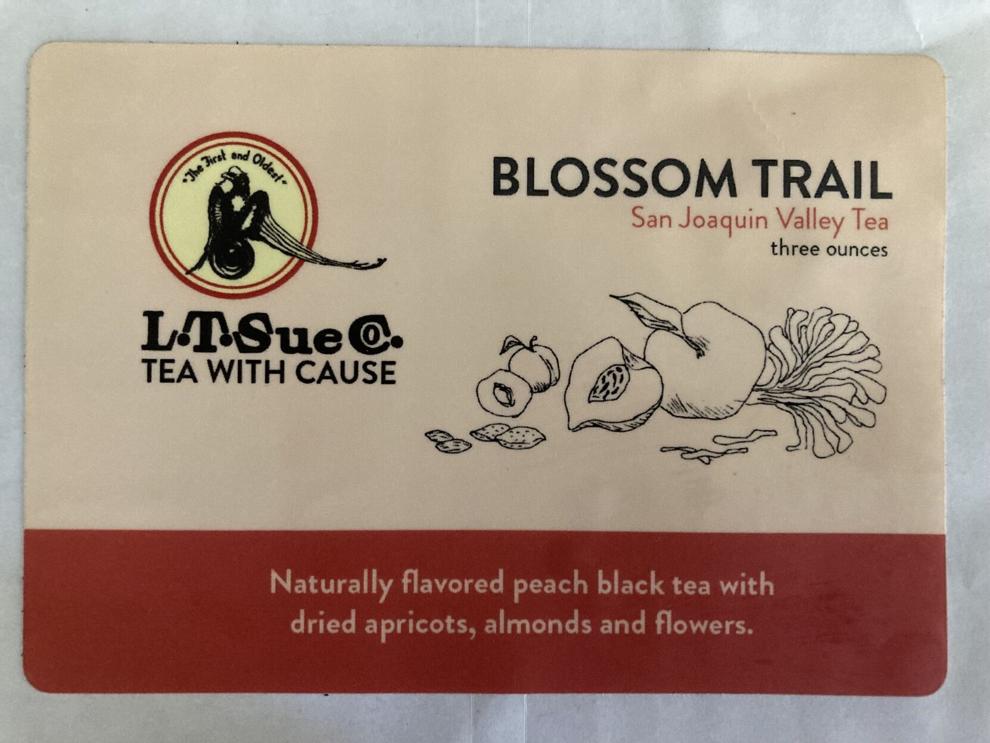 "The First and Oldest"
L.T. Sue Co.
TEA WITH CAUSE
BLOSSOM TRAIL
San Joaquin Valley Tea
three ounces
Naturally flavored peach black tea with
dried apricots, almonds and flowers.